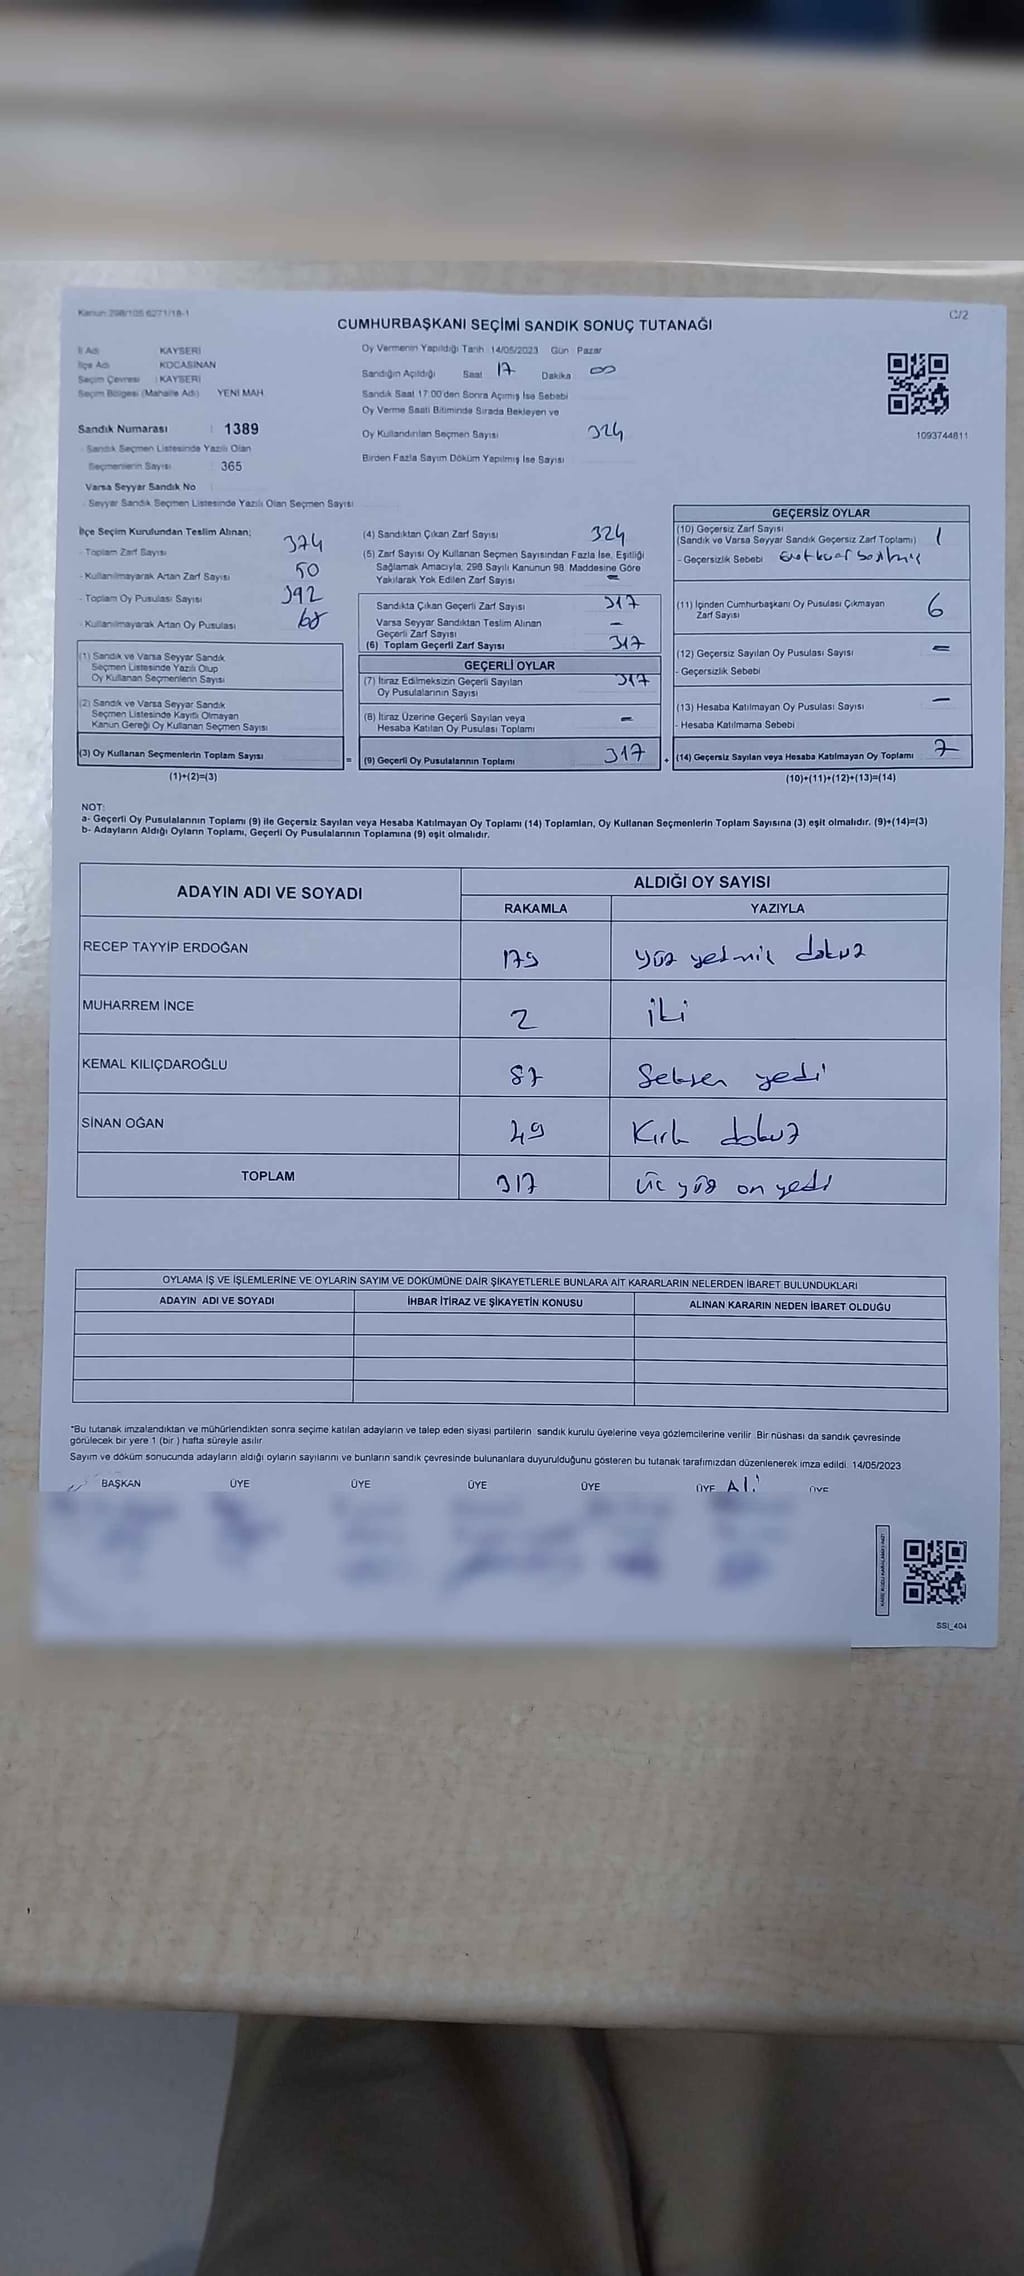 Kanun:298/105 6271/18-1
C/2
CUMHURBAŞKANI SEÇİMİ SANDIK SONUÇ TUTANAĞI
İl Adı KAYSERİ
İlçe Adı KOCASİNAN
Seçim Çevresi : KAYSERİ
Seçim Bölgesi (Mahalle Adı) YENİ MAH.
Sandık Numarası : 1389
- Sandık Seçmen Listesinde Yazılı Olan
Seçmenlerin Sayısı : 365
Varsa Seyyar Sandık No
- Seyyar Sandık Seçmen Listesinde Yazılı Olan Seçmen Sayısı
Oy Vermenin Yapıldığı Tarih :14/05/2023 Gün : Pazar
Sandığın Açıldığı Saat 17 Dakika 00
Sandık Saat 17:00'den Sonra Açımış İse Sebebi
Oy Verme Saati Bitiminde Sırada Bekleyen ve
Oy Kullandırılan Seçmen Sayısı 324
Birden Fazla Sayım Döküm Yapılmış İse Sayısı
1093744811
İlçe Seçim Kurulundan Teslim Alınan;
- Toplam Zarf Sayısı 374
- Kullanılmayarak Artan Zarf Sayısı 50
- Toplam Oy Pusulası Sayısı 392
- Kullanılmayarak Artan Oy Pusulası 68
(1) Sandık ve Varsa Seyyar Sandık
Seçmen Listesinde Yazılı Olup
Oy Kullanan Seçmenlerin Sayısı
(2) Sandık ve Varsa Seyyar Sandık
Seçmen Listesinde Kayıtlı Olmayan
Kanun Gereği Oy Kullanan Seçmen Sayısı
(3) Oy Kullanan Seçmenlerin Toplam Sayısı
(1)+(2)=(3)
=
(4) Sandıktan Çıkan Zarf Sayısı 324
(5) Zarf Sayısı Oy Kullanan Seçmen Sayısından Fazla İse, Eşitliği
Sağlamak Amacıyla, 298 Sayılı Kanunun 98. Maddesine Göre
Yakılarak Yok Edilen Zarf Sayısı –
Sandıkta Çıkan Geçerli Zarf Sayısı 317
Varsa Seyyar Sandıktan Teslim Alınan
Geçerli Zarf Sayısı –
(6) Toplam Geçerli Zarf Sayısı 317
GEÇERLİ OYLAR
(7) İtiraz Edilmeksizin Geçerli Sayılan
Oy Pusulalarının Sayısı 317
(8) İtiraz Üzerine Geçerli Sayılan veya
Hesaba Katılan Oy Pusulası Toplamı –
(9) Geçerli Oy Pusulalarının Toplamı 317
+
GEÇERSİZ OYLAR
(10) Geçersiz Zarf Sayısı
(Sandık ve Varsa Seyyar Sandık Geçersiz Zarf Toplamı) 1
- Geçersizlik Sebebi
(11) İçinden Cumhurbaşkanı Oy Pusulası Çıkmayan
Zarf Sayısı 6
(12) Geçersiz Sayılan Oy Pusulası Sayısı –
- Geçersizlik Sebebi
(13) Hesaba Katılmayan Oy Pusulası Sayısı –
- Hesaba Katılmama Sebebi
(14) Geçersiz Sayılan veya Hesaba Katılmayan Oy Toplamı 7
(10)+(11)+(12)+(13)=(14)
NOT:
a- Geçerli Oy Pusulalarının Toplamı (9) ile Geçersiz Sayılan veya Hesaba Katılmayan Oy Toplamı (14) Toplamları, Oy Kullanan Seçmenlerin Toplam Sayısına (3) eşit olmalıdır. (9)+(14)=(3)
b- Adayların Aldığı Oyların Toplamı, Geçerli Oy Pusulalarının Toplamına (9) eşit olmalıdır.
ADAYIN ADI VE SOYADI ALDIĞI OY SAYISI
RAKAMLA YAZIYLA
RECEP TAYYİP ERDOĞAN 179 yüz yetmiş dokuz
MUHARREM İNCE 2 iki
KEMAL KILIÇDAROĞLU 87 Seksen yedi
SİNAN OĞAN 49 Kırk dokuz
TOPLAM 317 üç yüz on yedi
OYLAMA İŞ VE İŞLEMLERİNE VE OYLARIN SAYIM VE DÖKÜMÜNE DAİR ŞİKAYETLERLE BUNLARA AİT KARARLARIN NELERDEN İBARET BULUNDUKLARI
ADAYIN ADI VE SOYADI İHBAR İTİRAZ VE ŞİKAYETİN KONUSU ALINAN KARARIN NEDEN İBARET OLDUĞU
*Bu tutanak imzalandıktan ve mühürlendikten sonra seçime katılan adayların ve talep eden siyasi partilerin sandık kurulu üyelerine veya gözlemcilerine verilir. Bir nüshası da sandık çevresinde
görülecek bir yere 1 (bir ) hafta süreyle asılır.
Sayım ve döküm sonucunda adayların aldığı oyların sayılarını ve bunların sandık çevresinde bulunanlara duyurulduğunu gösteren bu tutanak tarafımızdan düzenlenerek imza edildi. 14/05/2023
BAŞKAN ÜYE ÜYE ÜYE ÜYE ÜYE Ali ÜYE
SSI_404